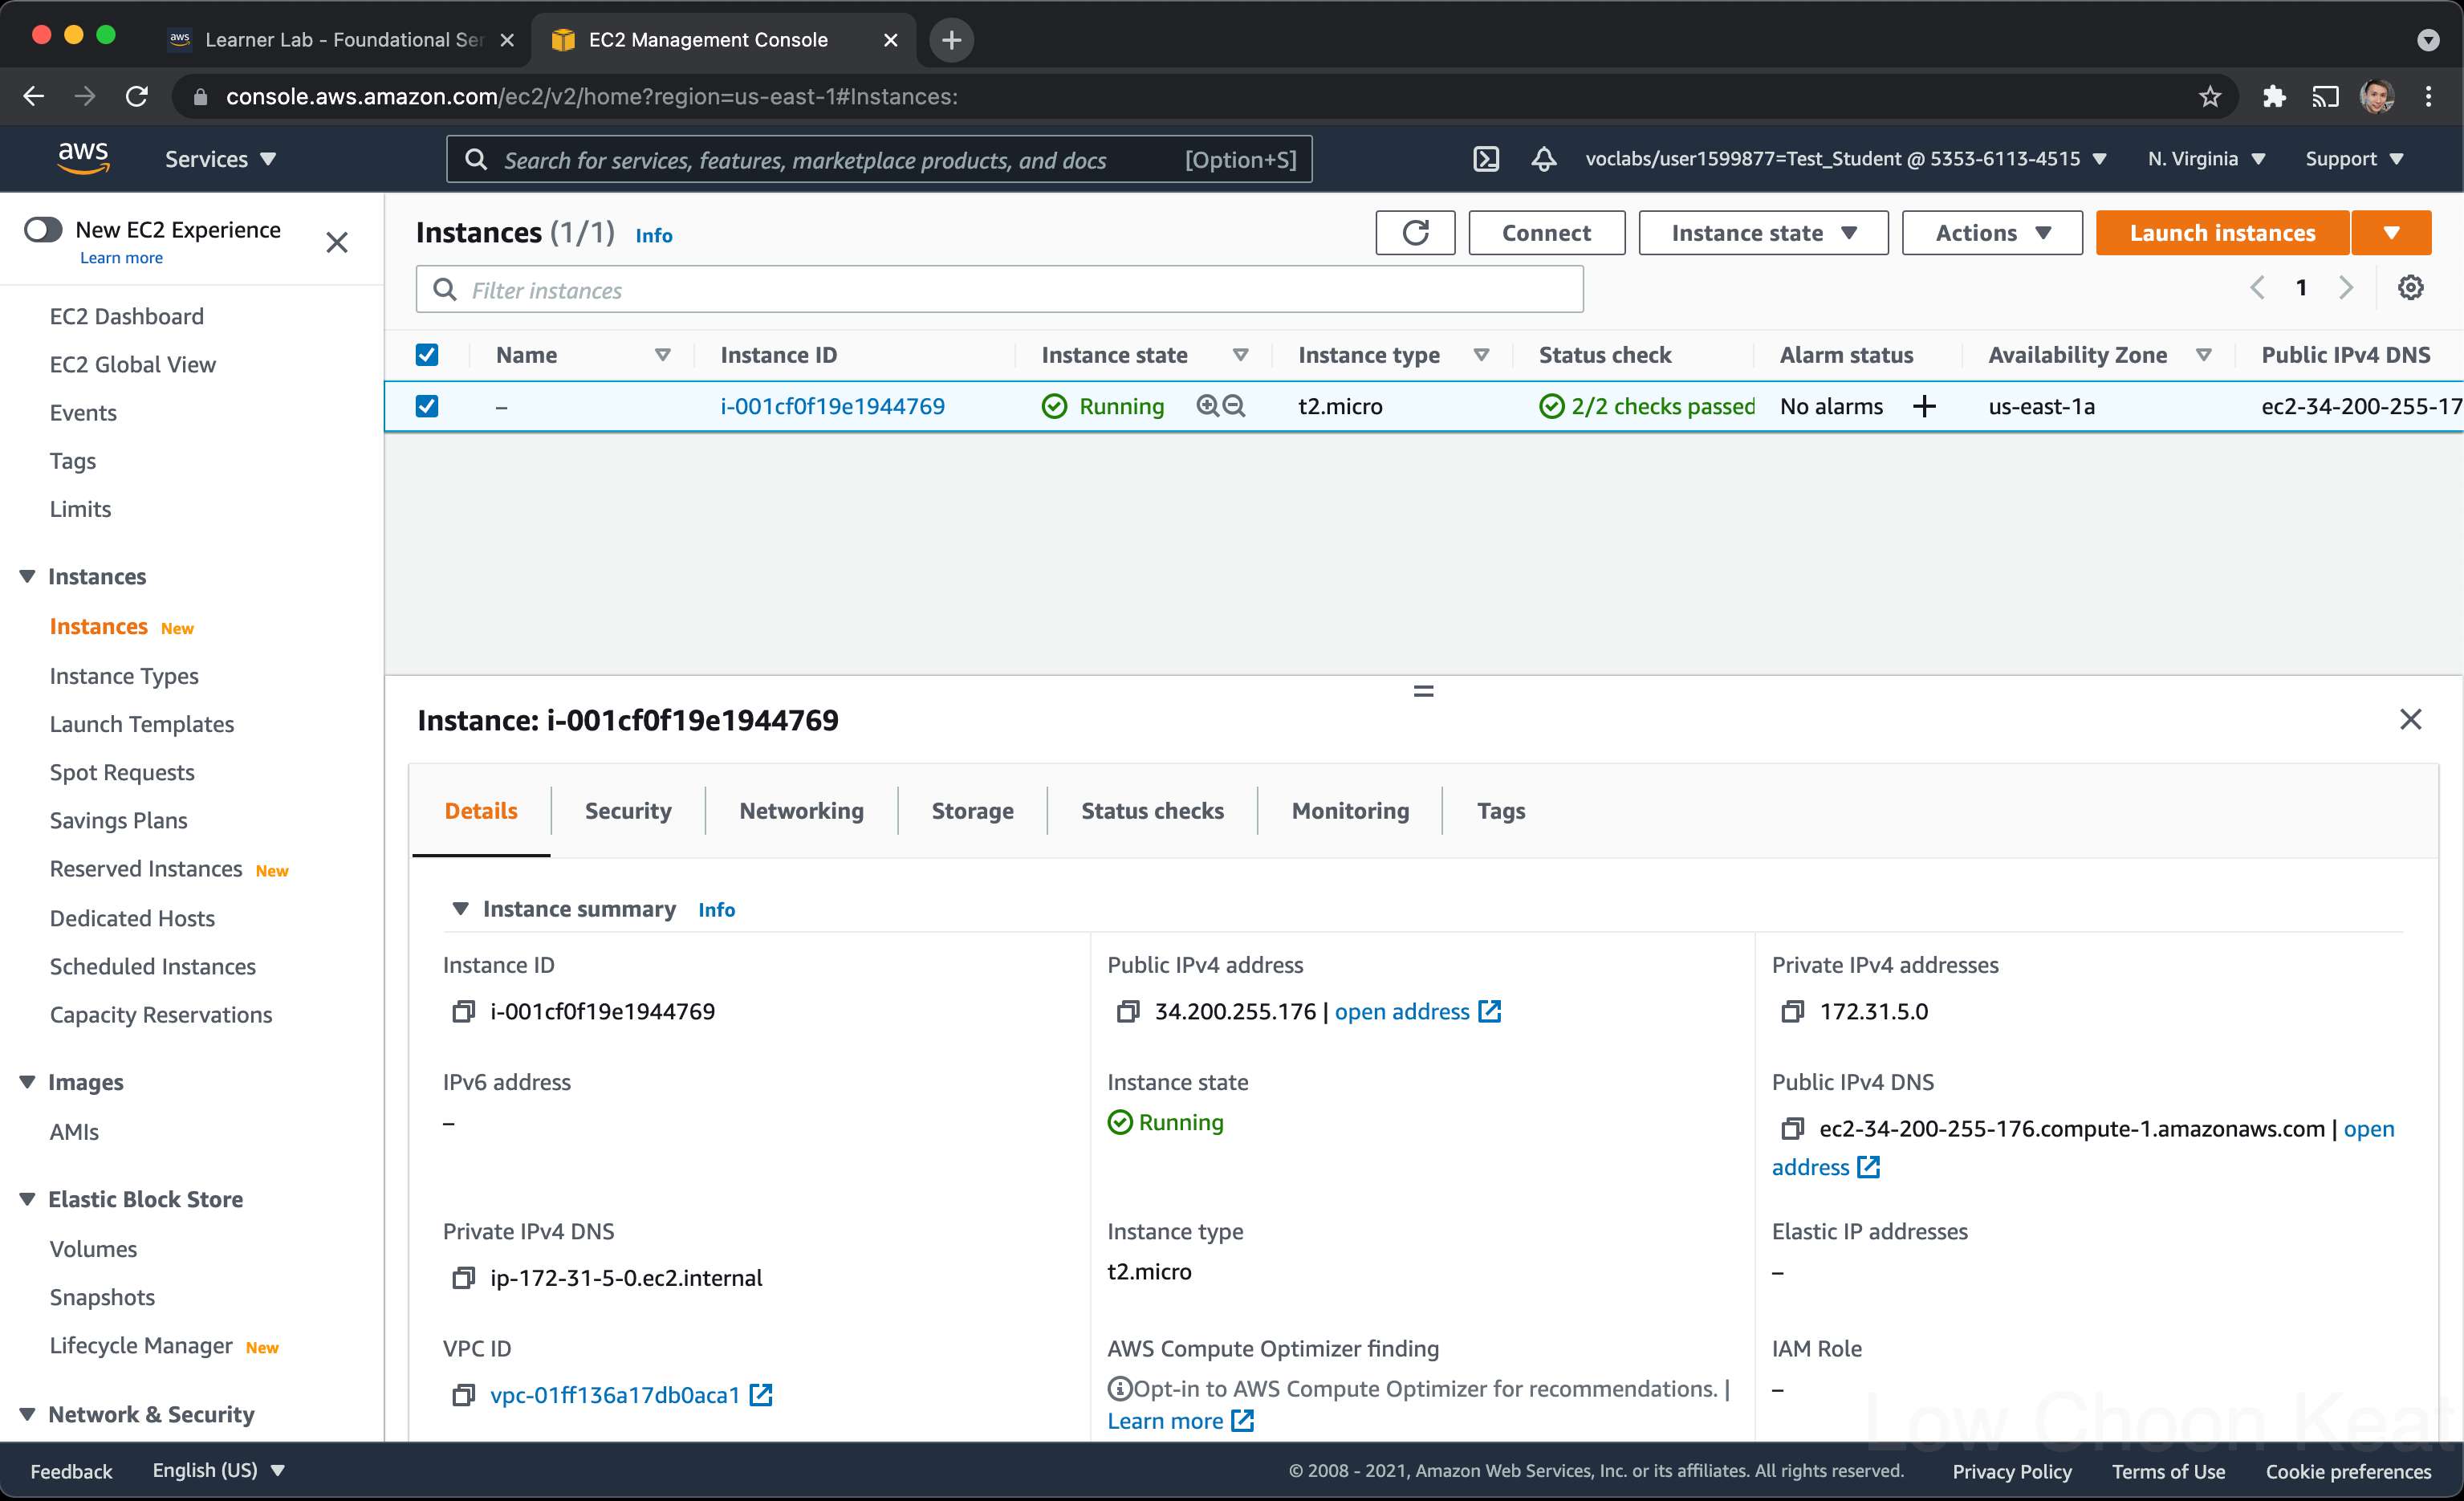 aws Learner Lab - Foundational Ser
EC2 Management Console
console.aws.amazon.com/ec2/v2/home?region=us-east-1#Instances:
aws
Services
Search for services, features, marketplace products, and docs [Option+S]
voclabs/user1599877=Test_Student @ 5353-6113-4515
N. Virginia
Support
New EC2 Experience
Learn more
EC2 Dashboard
EC2 Global View
Events
Tags
Limits
Instances
Instances New
Instance Types
Launch Templates
Spot Requests
Savings Plans
Reserved Instances New
Dedicated Hosts
Scheduled Instances
Capacity Reservations
Images
AMIs
Elastic Block Store
Volumes
Snapshots
Lifecycle Manager New
Network & Security
Instances (1/1) Info
Connect
Instance state
Actions
Launch instances
Filter instances
1
Name Instance ID Instance state Instance type Status check Alarm status Availability Zone Public IPv4 DNS
– i-001cf0f19e1944769 Running t2.micro 2/2 checks passed No alarms + us-east-1a ec2-34-200-255-17
Instance: i-001cf0f19e1944769
Details Security Networking Storage Status checks Monitoring Tags
Instance summary Info
Instance ID
i-001cf0f19e1944769
Public IPv4 address
34.200.255.176 | open address
Private IPv4 addresses
172.31.5.0
IPv6 address
–
Instance state
Running
Public IPv4 DNS
ec2-34-200-255-176.compute-1.amazonaws.com | open
address
Private IPv4 DNS
ip-172-31-5-0.ec2.internal
Instance type
t2.micro
Elastic IP addresses
–
VPC ID
vpc-01ff136a17db0aca1
AWS Compute Optimizer finding
Opt-in to AWS Compute Optimizer for recommendations. |
Learn more
IAM Role
–
Low Choon Keat
Feedback
English (US)
© 2008 - 2021, Amazon Web Services, Inc. or its affiliates. All rights reserved.
Privacy Policy
Terms of Use
Cookie preferences